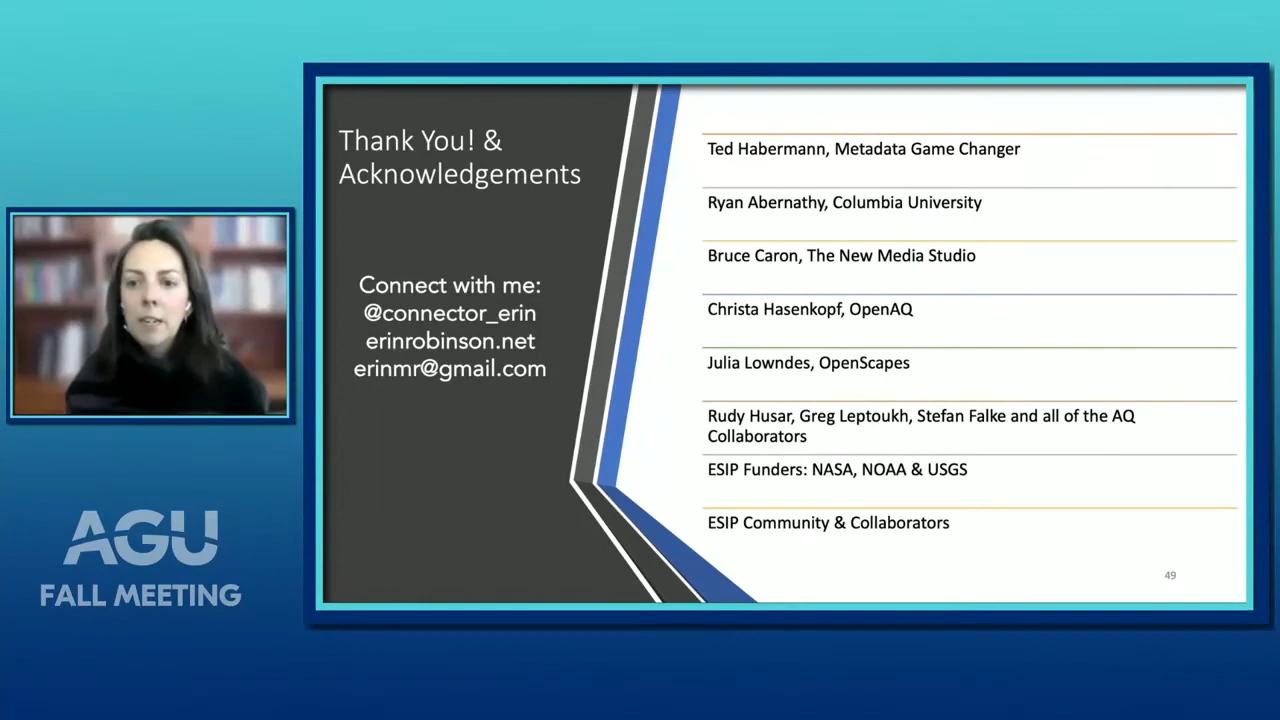 Thank You! &
Acknowledgements
Connect with me:
@connector_erin
erinrobinson.net
erinmr@gmail.com
Ted Habermann, Metadata Game Changer
Ryan Abernathy, Columbia University
Bruce Caron, The New Media Studio
Christa Hasenkopf, OpenAQ
Julia Lowndes, OpenScapes
Rudy Husar, Greg Leptoukh, Stefan Falke and all of the AQ
Collaborators
ESIP Funders: NASA, NOAA & USGS
ESIP Community & Collaborators
49
AGU
FALL MEETING